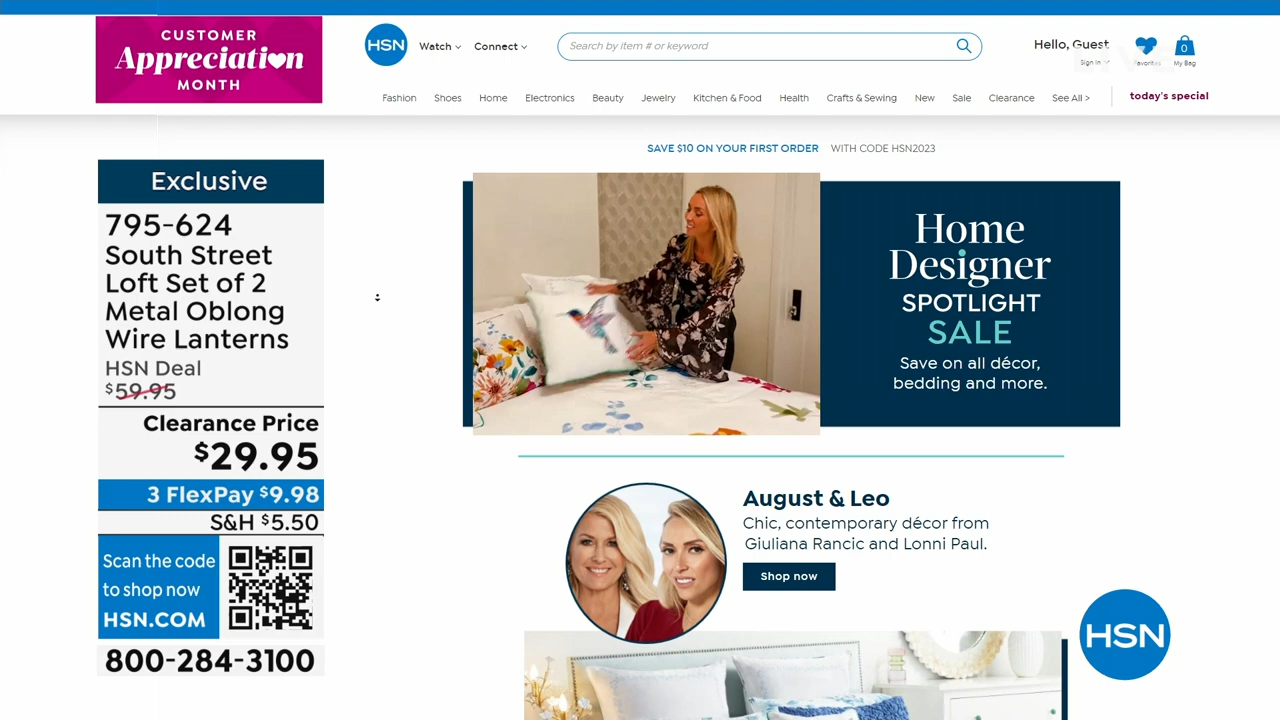 CUSTOMER
Appreciation
MONTH
HSN
Watch
Connect
Search by item # or keyword
Hello, Guest
Sign In
Favorites
0
My Bag
Fashion
Shoes
Home
Electronics
Beauty
Jewelry
Kitchen & Food
Health
Crafts & Sewing
New
Sale
Clearance
See All >
today's special
SAVE $10 ON YOUR FIRST ORDER WITH CODE HSN2023
Exclusive
795-624
South Street
Loft Set of 2
Metal Oblong
Wire Lanterns
HSN Deal
$59.95
Clearance Price
$29.95
3 FlexPay $9.98
S&H $5.50
Scan the code
to shop now
HSN.COM
800-284-3100
Home
Designer
SPOTLIGHT
SALE
Save on all décor,
bedding and more.
August & Leo
Chic, contemporary décor from
Giuliana Rancic and Lonni Paul.
Shop now
HSN